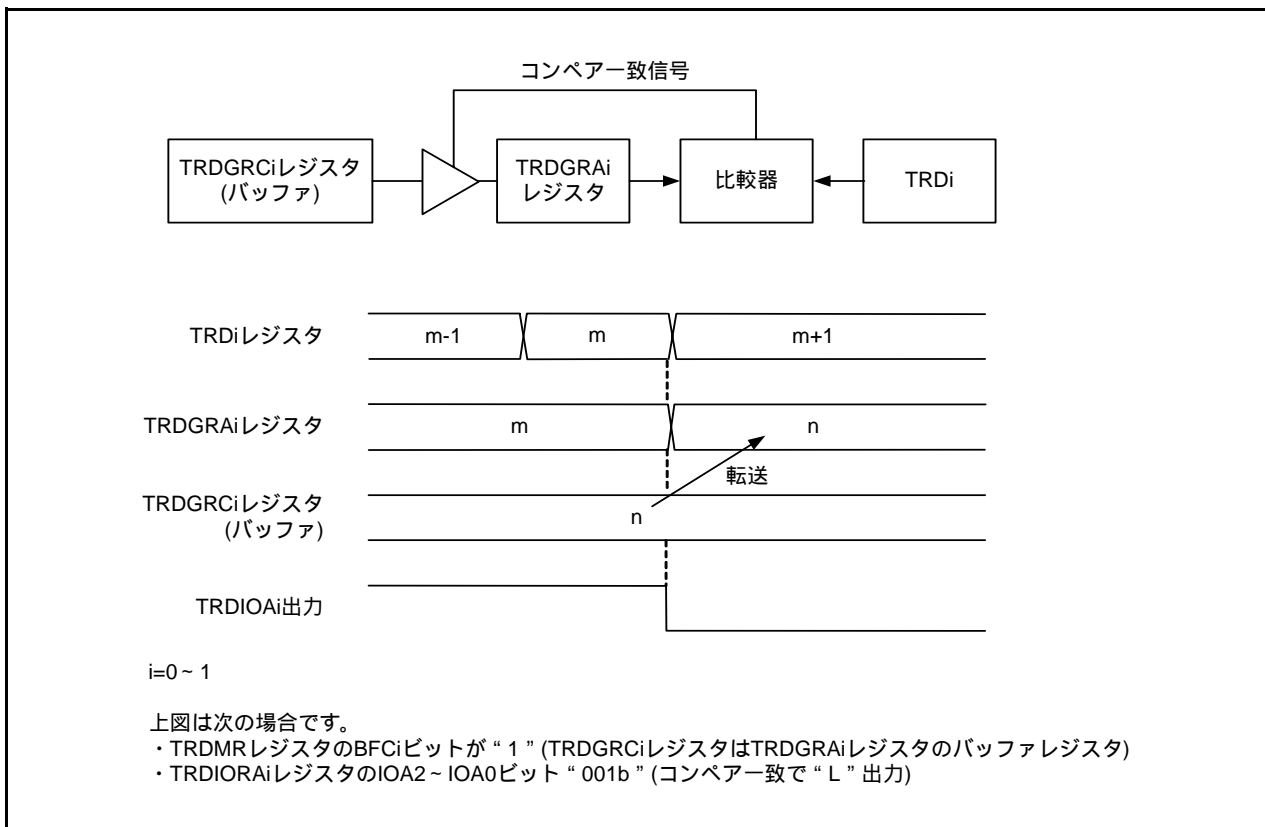 コンペア一致信号
TRDGRCiレジスタ
(バッファ)
TRDGRAi
レジスタ
比較器
TRDi
TRDiレジスタ
m-1
m
m+1
TRDGRAiレジスタ
m
n
転送
TRDGRCiレジスタ
(バッファ)
n
TRDIOAi出力
i=0 ~ 1
上図は次の場合です。
・TRDMRレジスタのBFCiビットが “ 1 ” (TRDGRCiレジスタはTRDGRAiレジスタのバッファレジスタ)
・TRDIORAiレジスタのIOA2 ~ IOA0ビット “ 001b ” (コンペア一致で “ L ” 出力)